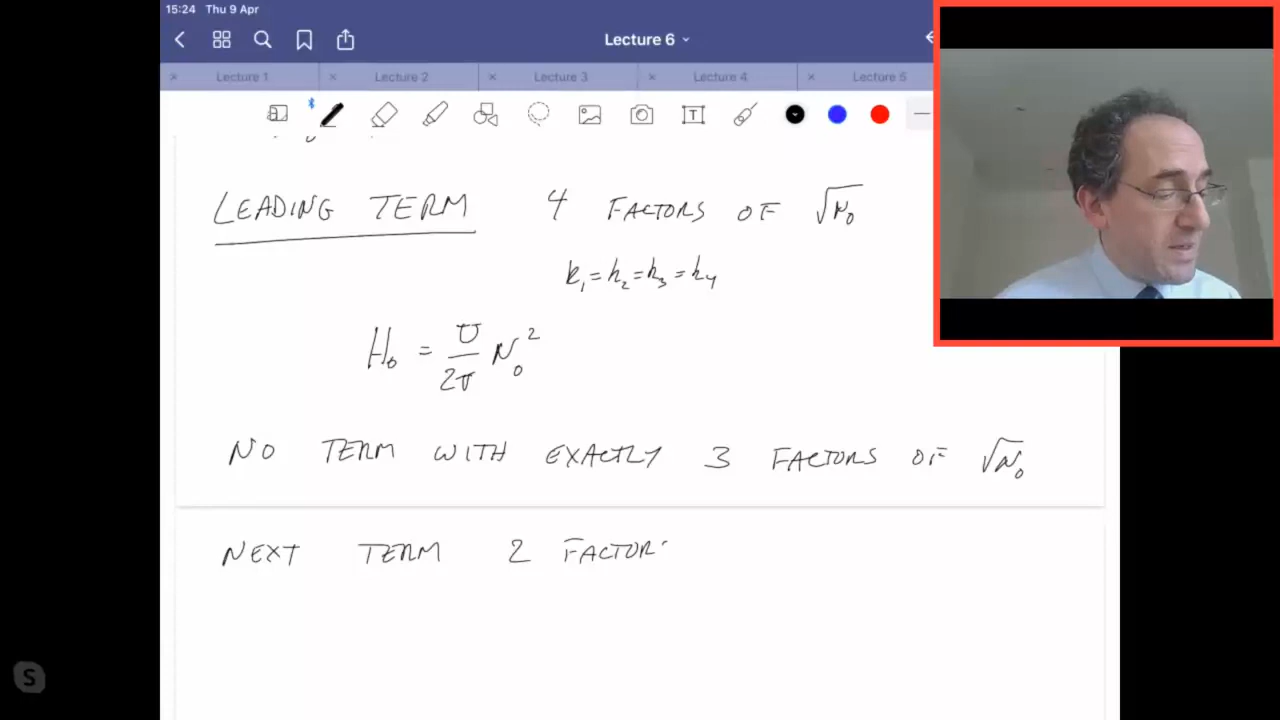 15:24 Thu 9 Apr
Lecture 6
Lecture 1 Lecture 2 Lecture 3 Lecture 4 Lecture 5
T
LEADING TERM 4 FACTORS OF √N₀
k₁=k₂=k₃=k₄
H₀ = U/2π N₀²
NO TERM WITH EXACTLY 3 FACTORS OF √N₀
NEXT TERM 2 FACTOR
S